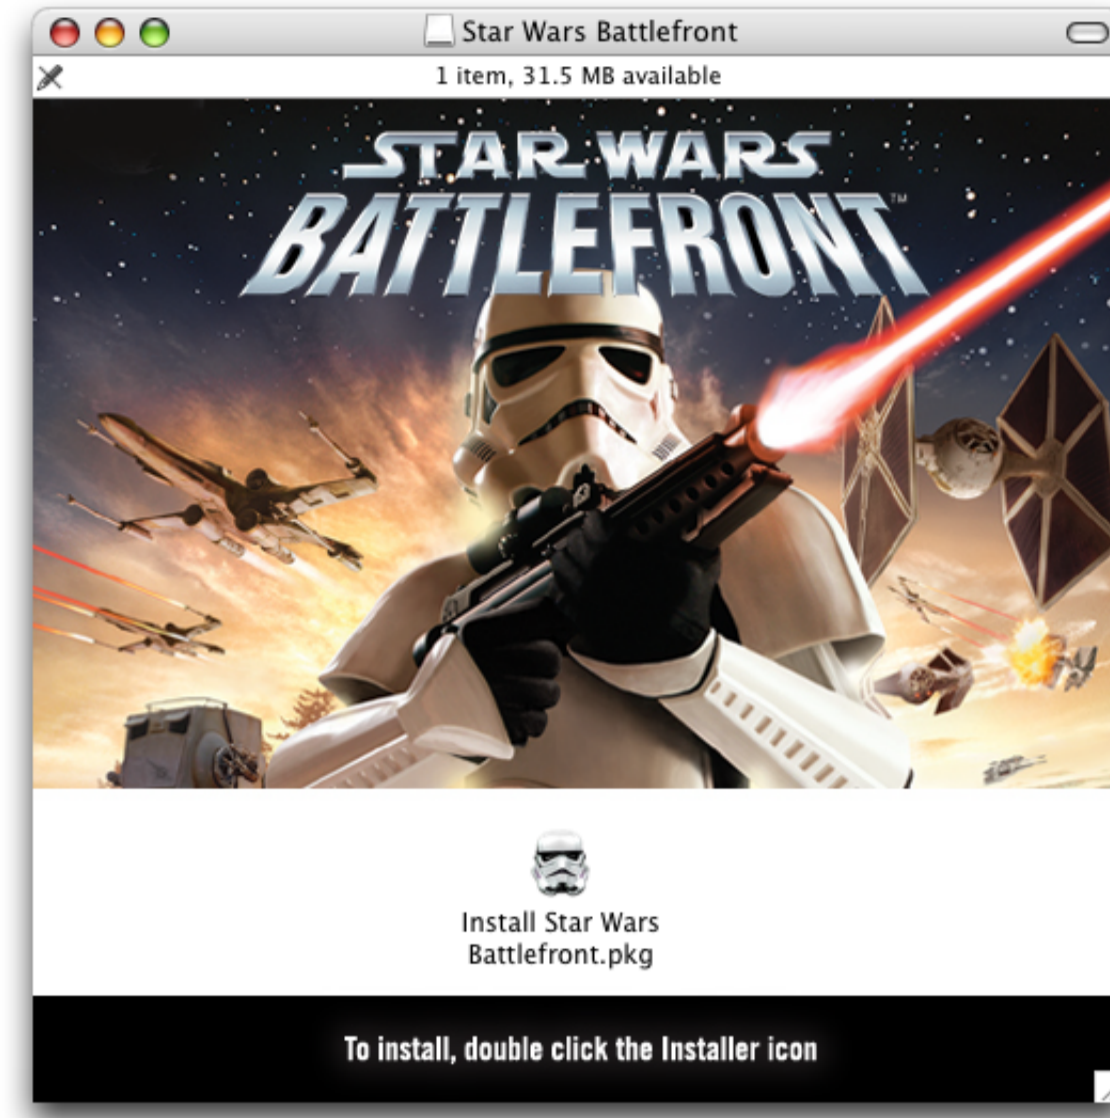 Star Wars Battlefront
1 item, 31.5 MB available
STAR WARS
BATTLEFRONT™
Install Star Wars
Battlefront.pkg
To install, double click the Installer icon